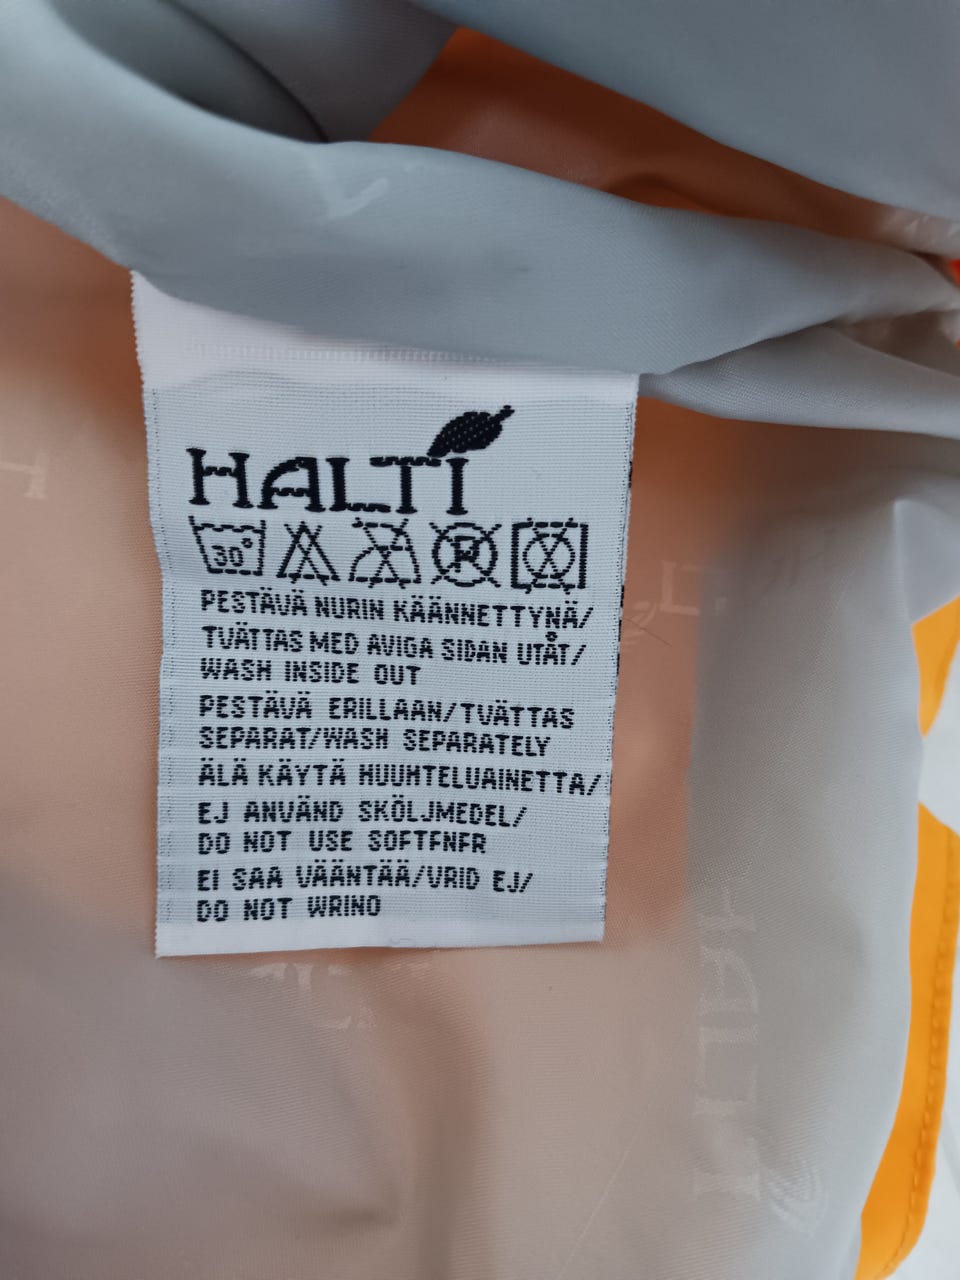 HALTI
30°
PESTÄVÄ NURIN KÄÄNNETTYNÄ/
TVÄTTAS MED AVIGA SIDAN UTÅT/
WASH INSIDE OUT
PESTÄVÄ ERILLAAN/TVÄTTAS
SEPARAT/WASH SEPARATELY
ÄLÄ KÄYTÄ HUUHTELUAINETTA/
EJ ANVÄND SKÖLJMEDEL/
DO NOT USE SOFTENER
EI SAA VÄÄNTÄÄ/VRID EJ/
DO NOT WRING
HALTI